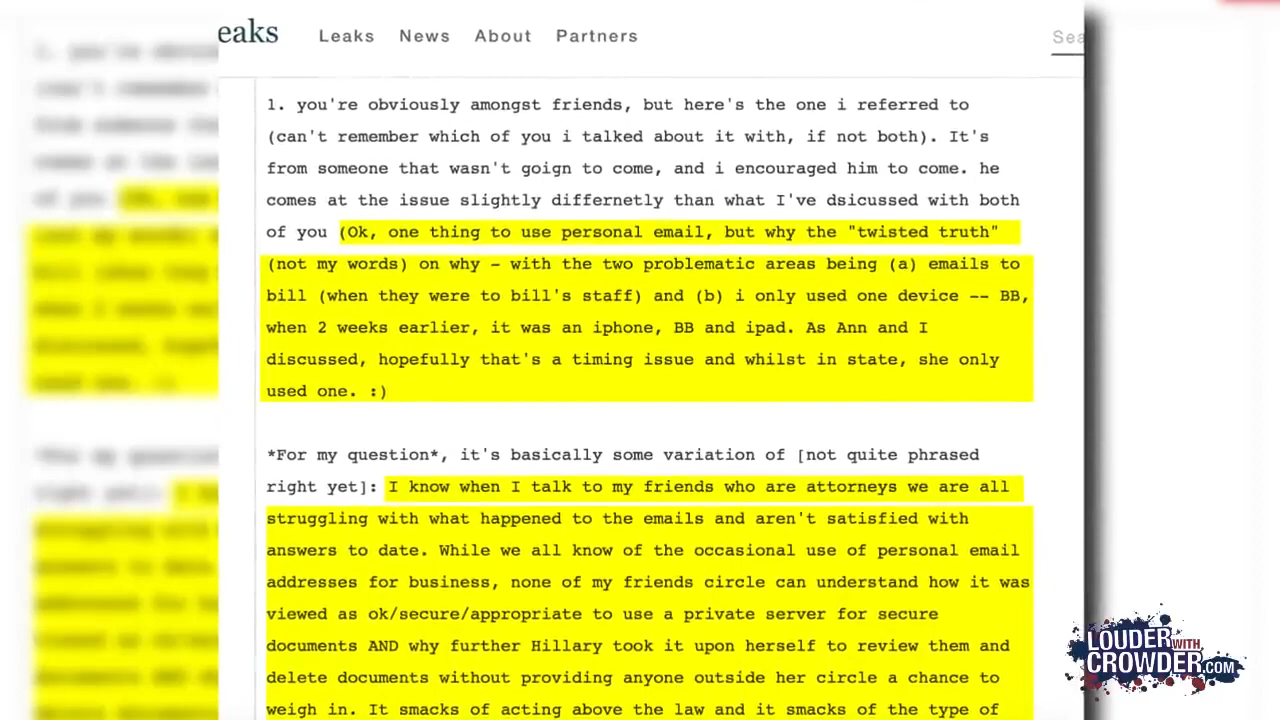 eaks
Leaks News About Partners
Sea
1. you're obviously amongst friends, but here's the one i referred to
(can't remember which of you i talked about it with, if not both). It's
from someone that wasn't goign to come, and i encouraged him to come. he
comes at the issue slightly differnetly than what I've dsicussed with both
of you (Ok, one thing to use personal email, but why the "twisted truth"
(not my words) on why - with the two problematic areas being (a) emails to
bill (when they were to bill's staff) and (b) i only used one device -- BB,
when 2 weeks earlier, it was an iphone, BB and ipad. As Ann and I
discussed, hopefully that's a timing issue and whilst in state, she only
used one. :)
*For my question*, it's basically some variation of [not quite phrased
right yet]: I know when I talk to my friends who are attorneys we are all
struggling with what happened to the emails and aren't satisfied with
answers to date. While we all know of the occasional use of personal email
addresses for business, none of my friends circle can understand how it was
viewed as ok/secure/appropriate to use a private server for secure
documents AND why further Hillary took it upon herself to review them and
delete documents without providing anyone outside her circle a chance to
weigh in. It smacks of acting above the law and it smacks of the type of
LOUDER WITH
CROWDER.COM